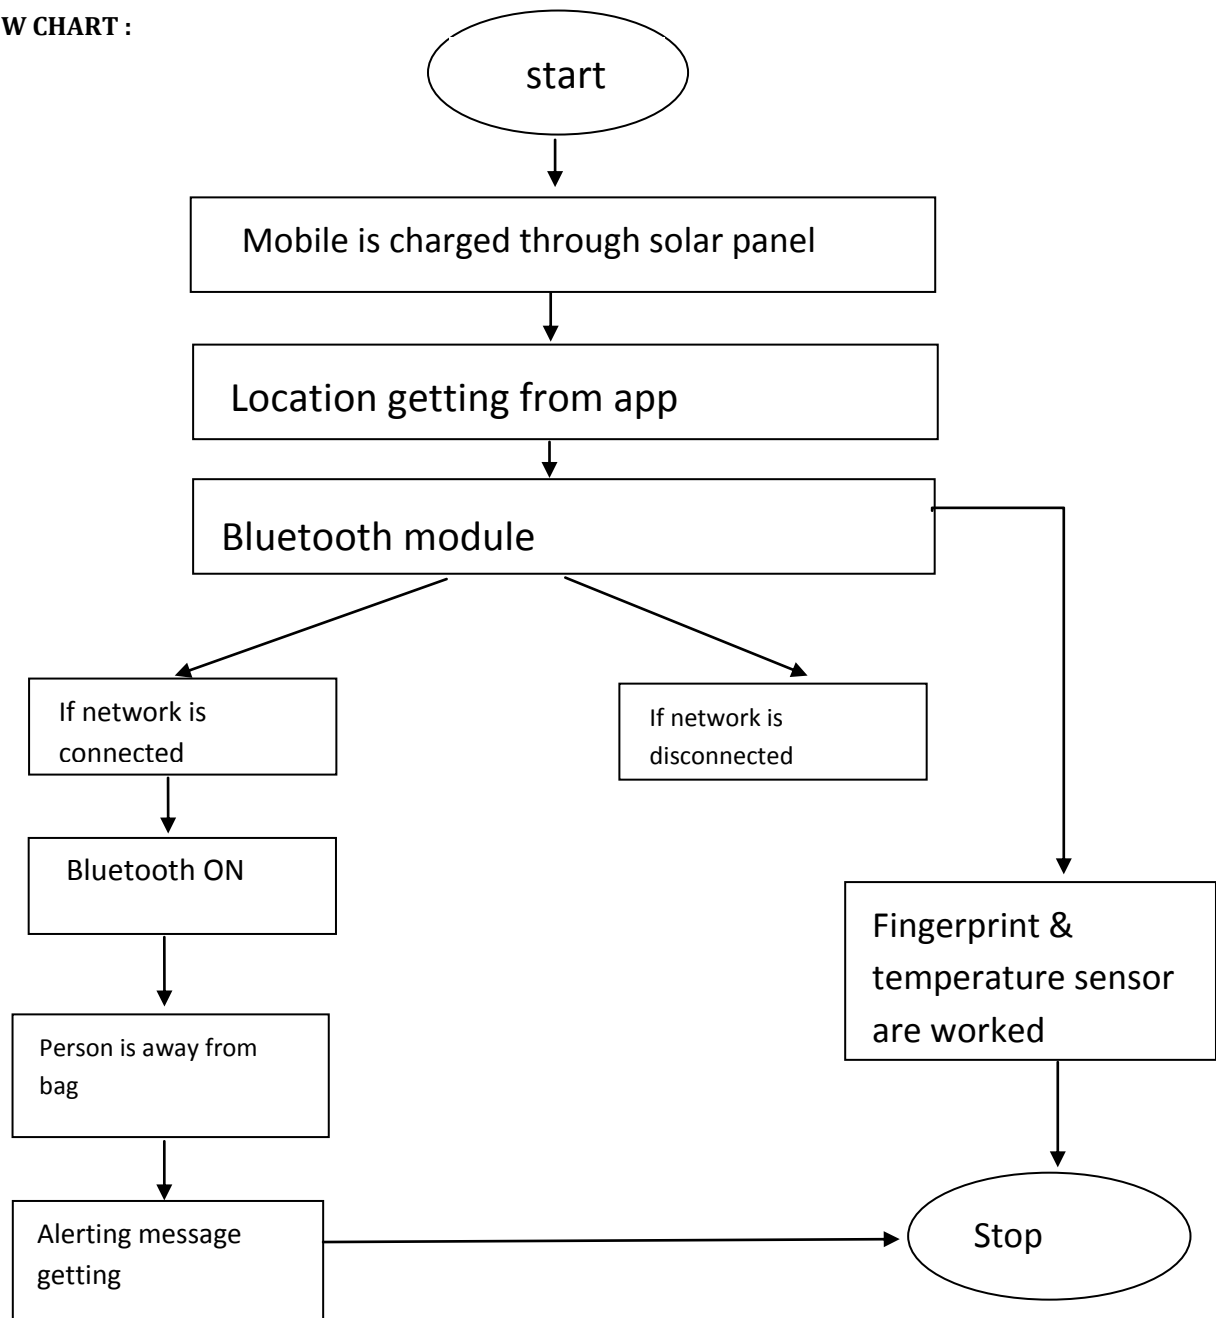 W CHART :
start
Mobile is charged through solar panel
Location getting from app
Bluetooth module
If network is
connected
If network is
disconnected
Bluetooth ON
Fingerprint &
temperature sensor
are worked
Person is away from
bag
Alerting message
getting
Stop